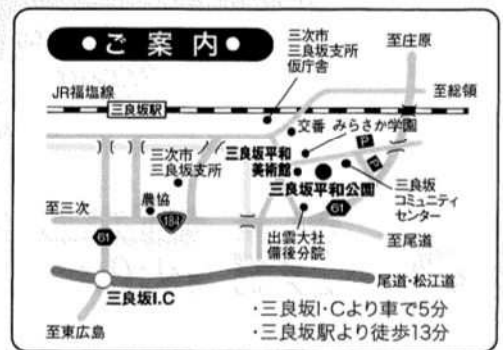 ●ご案内●
三次市
三良坂支所
仮庁舎
至庄原
JR福塩線
三良坂駅
至総領
交番
みらさか学園
P
三次市
三良坂支所
三良坂平和
美術館
三良坂平和公園
三良坂
コミュニティ
センター
農協
184
61
至三次
61
出雲大社
備後分院
至尾道
三良坂I.C
尾道・松江道
至東広島
・三良坂I・Cより車で5分
・三良坂駅より徒歩13分